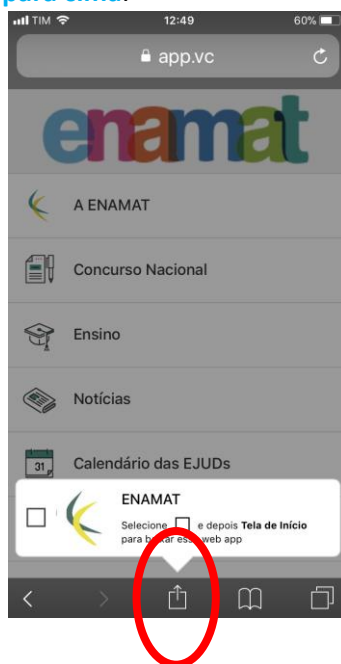 para cima.
TIM 12:49 60%
app.vc
enamat
A ENAMAT
Concurso Nacional
Ensino
Notícias
31 Calendário das EJUDs
ENAMAT
Selecione e depois Tela de Início
para baixar esse web app